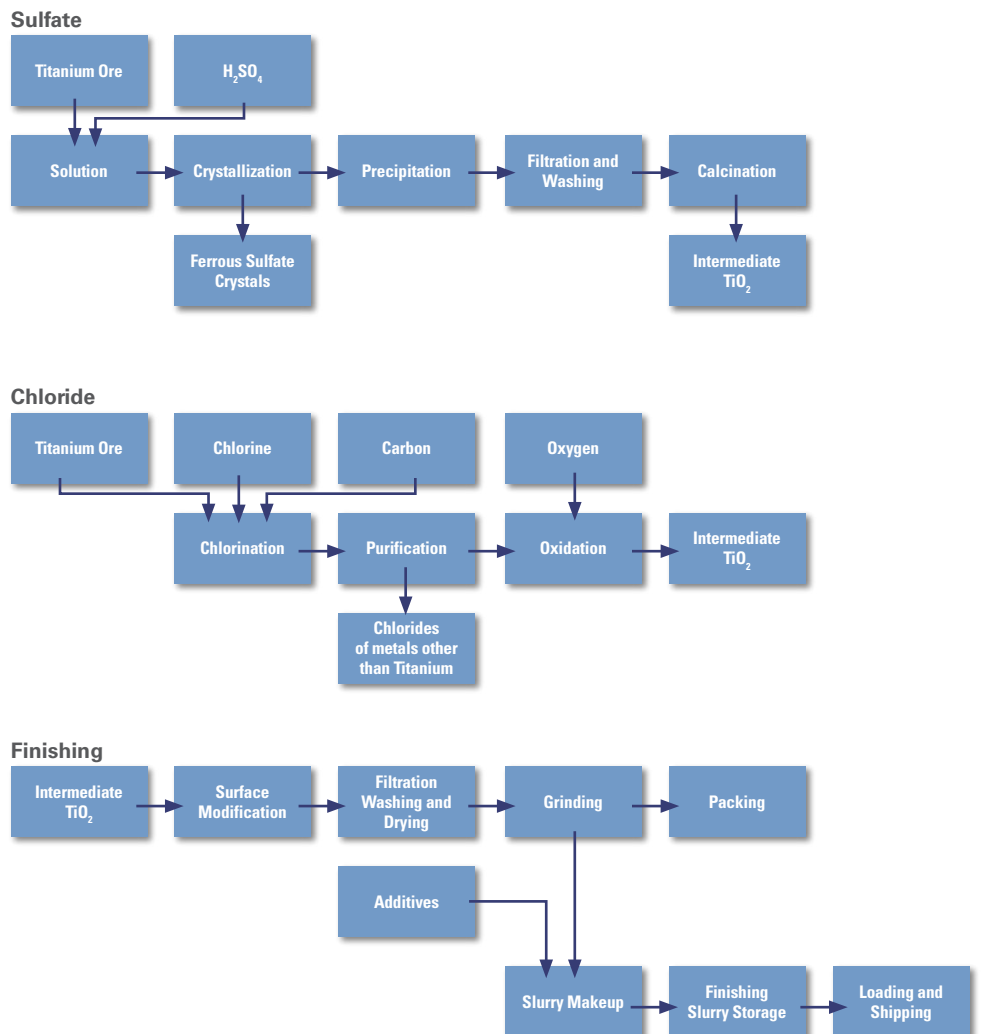 Sulfate
Titanium Ore
H₂SO₄
Solution
Crystallization
Precipitation
Filtration and
Washing
Calcination
Ferrous Sulfate
Crystals
Intermediate
TiO₂
Chloride
Titanium Ore
Chlorine
Carbon
Oxygen
Chlorination
Purification
Oxidation
Intermediate
TiO₂
Chlorides
of metals other
than Titanium
Finishing
Intermediate
TiO₂
Surface
Modification
Filtration
Washing and
Drying
Grinding
Packing
Additives
Slurry Makeup
Finishing
Slurry Storage
Loading and
Shipping